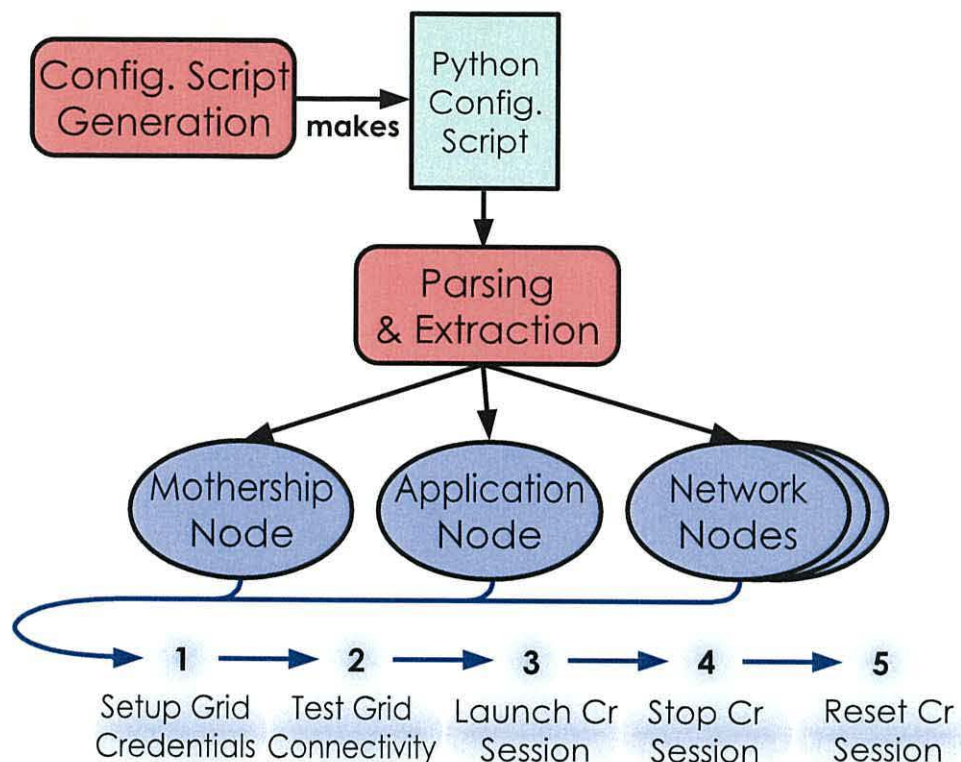 Config. Script
Generation
makes
Python
Config.
Script
Parsing
& Extraction
Mothership
Node
Application
Node
Network
Nodes
1
2
3
4
5
Setup Grid
Credentials
Test Grid
Connectivity
Launch Cr
Session
Stop Cr
Session
Reset Cr
Session